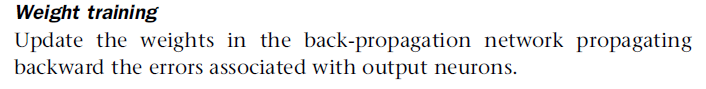 Weight training
Update the weights in the back-propagation network propagating
backward the errors associated with output neurons.